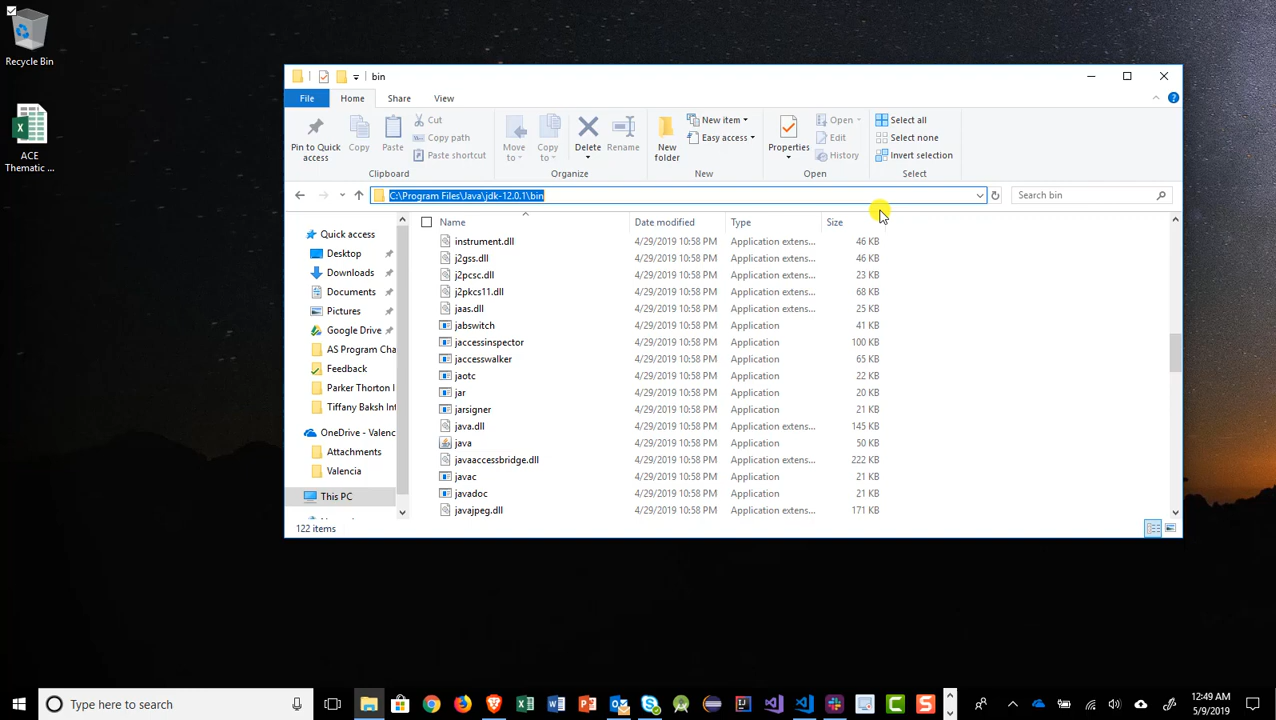 Recycle Bin
ACE
Thematic ...
bin
File Home Share View
Pin to Quick
access
Copy
Paste
Cut
Copy path
Paste shortcut
Clipboard
Move
to
Copy
to
Delete
Rename
Organize
New
folder
New item
Easy access
New
Properties
Open
Edit
History
Open
Select all
Select none
Invert selection
Select
C:\Program Files\Java\jdk-12.0.1\bin
Search bin
Quick access
Desktop
Downloads
Documents
Pictures
Google Drive
AS Program Cha
Feedback
Parker Thorton I
Tiffany Baksh Int
OneDrive - Valenc
Attachments
Valencia
This PC
Name Date modified Type Size
instrument.dll 4/29/2019 10:58 PM Application extens... 46 KB
j2gss.dll 4/29/2019 10:58 PM Application extens... 46 KB
j2pcsc.dll 4/29/2019 10:58 PM Application extens... 23 KB
j2pkcs11.dll 4/29/2019 10:58 PM Application extens... 68 KB
jaas.dll 4/29/2019 10:58 PM Application extens... 25 KB
jabswitch 4/29/2019 10:58 PM Application 41 KB
jaccessinspector 4/29/2019 10:58 PM Application 100 KB
jaccesswalker 4/29/2019 10:58 PM Application 65 KB
jaotc 4/29/2019 10:58 PM Application 22 KB
jar 4/29/2019 10:58 PM Application 20 KB
jarsigner 4/29/2019 10:58 PM Application 21 KB
java.dll 4/29/2019 10:58 PM Application extens... 145 KB
java 4/29/2019 10:58 PM Application 50 KB
javaaccessbridge.dll 4/29/2019 10:58 PM Application extens... 222 KB
javac 4/29/2019 10:58 PM Application 21 KB
javadoc 4/29/2019 10:58 PM Application 21 KB
javajpeg.dll 4/29/2019 10:58 PM Application extens... 171 KB
122 items
Type here to search
12:49 AM
5/9/2019